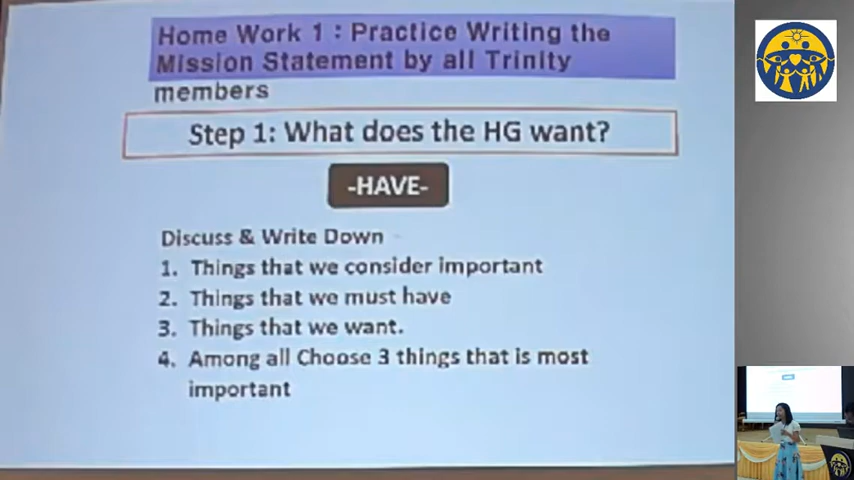 Home Work 1 : Practice Writing the
Mission Statement by all Trinity
members
Step 1: What does the HG want?
-HAVE-
Discuss & Write Down
1. Things that we consider important
2. Things that we must have
3. Things that we want.
4. Among all Choose 3 things that is most
important